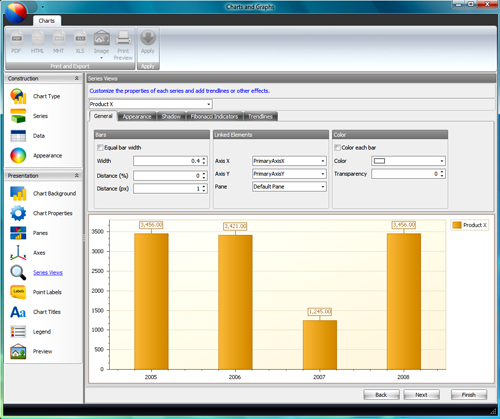 Charts and Graphs
Charts
PDF HTML MHT XLS Image Print Preview Apply
Print and Export Apply
Construction
Chart Type
Series
Data
Appearance
Presentation
Chart Background
Chart Properties
Panes
Axes
Series Views
Labels
Point Labels
Aa Chart Titles
Legend
Preview
Series Views
Customize the properties of each series and add trendlines or other effects.
Product X
General Appearance Shadow Fibonacci Indicators Trendlines
Bars Linked Elements Color
Equal bar width
Width 0.4
Distance (%) 0
Distance (px) 1
Axis X PrimaryAxisX
Axis Y PrimaryAxisY
Pane Default Pane
Color each bar
Color
Transparency 0
3,456.00 3,421.00 1,245.00 3,456.00
Product X
3500
3000
2500
2000
1500
1000
500
0
2005 2006 2007 2008
Back Next Finish